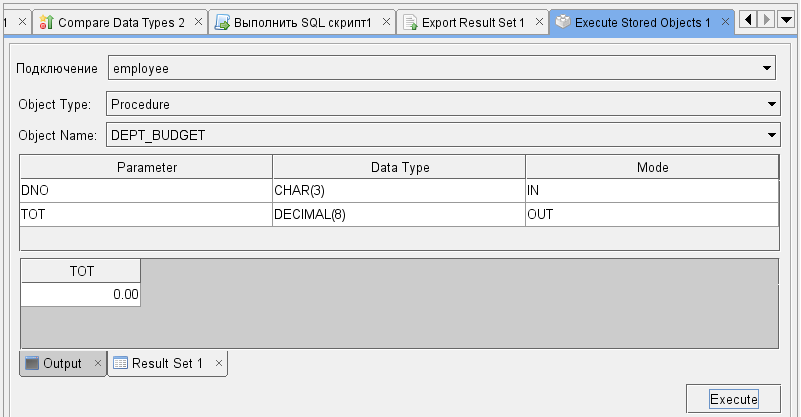 1 × Compare Data Types 2 × Выполнить SQL скрипт1 × Export Result Set 1 × Execute Stored Objects 1 ×
Подключение employee
Object Type: Procedure
Object Name: DEPT_BUDGET
Parameter Data Type Mode
DNO CHAR(3) IN
TOT DECIMAL(8) OUT
TOT
0.00
Output × Result Set 1 ×
Execute